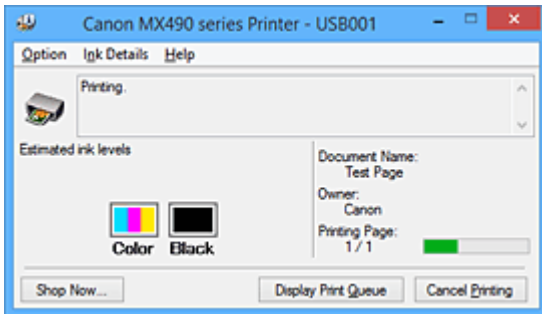 Canon MX490 series Printer - USB001
Option Ink Details Help
Printing.
Estimated ink levels
Document Name:
Test Page
Owner:
Canon
Printing Page:
1 / 1
Color Black
Shop Now... Display Print Queue Cancel Printing